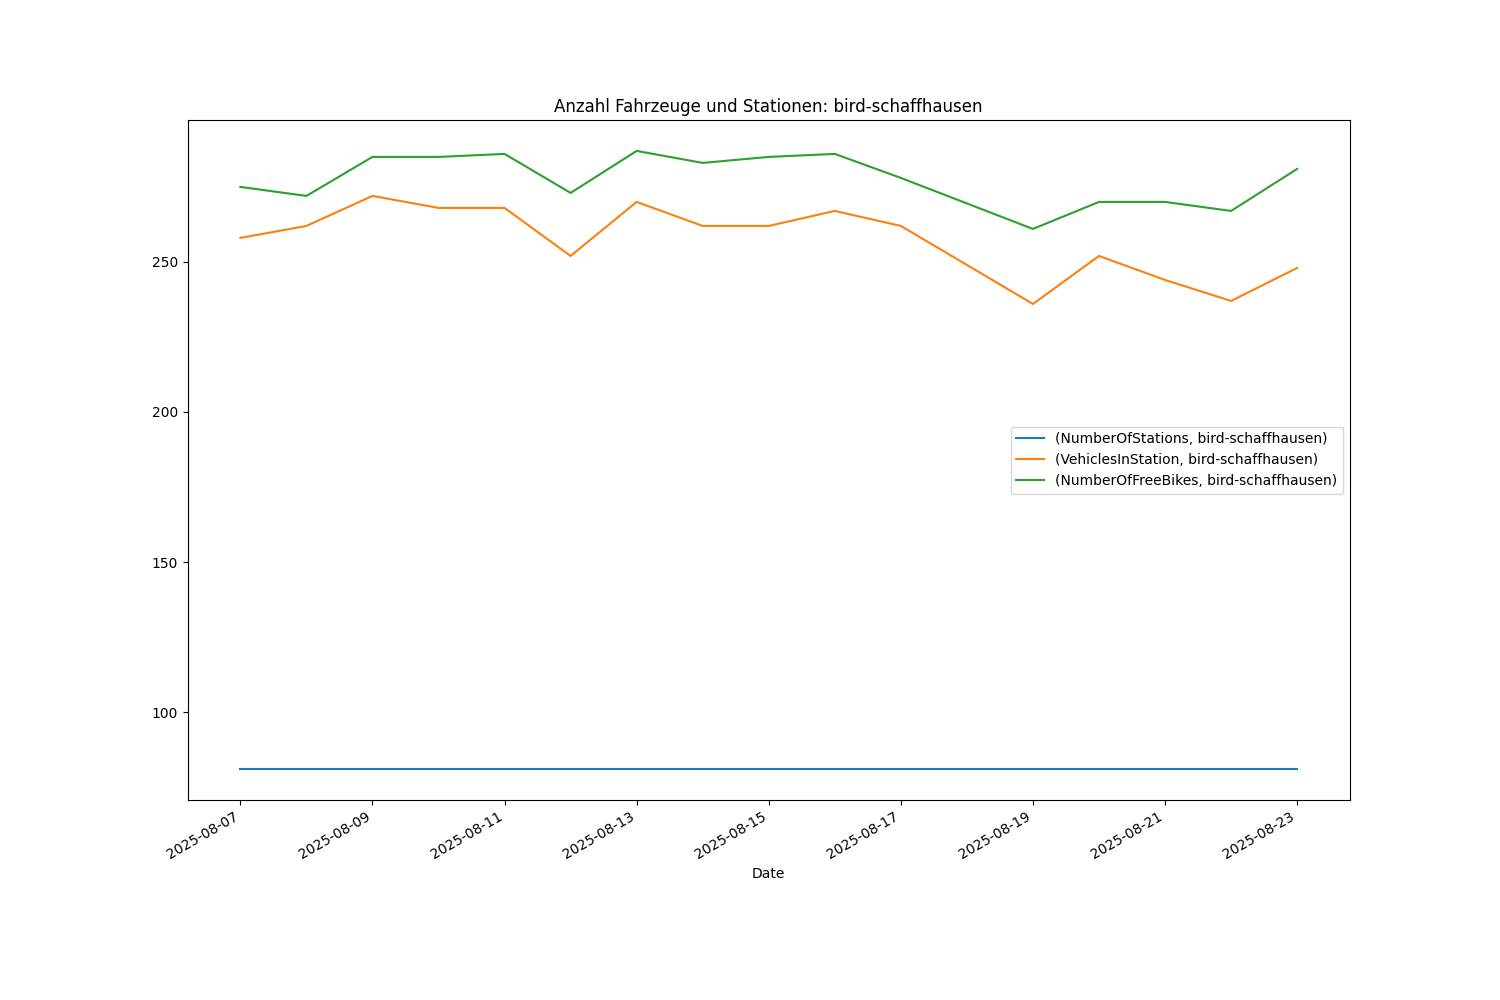 Anzahl Fahrzeuge und Stationen: bird-schaffhausen
250
200
150
100
(NumberOfStations, bird-schaffhausen)
(VehiclesInStation, bird-schaffhausen)
(NumberOfFreeBikes, bird-schaffhausen)
2025-08-07
2025-08-09
2025-08-11
2025-08-13
2025-08-15
2025-08-17
2025-08-19
2025-08-21
2025-08-23
Date